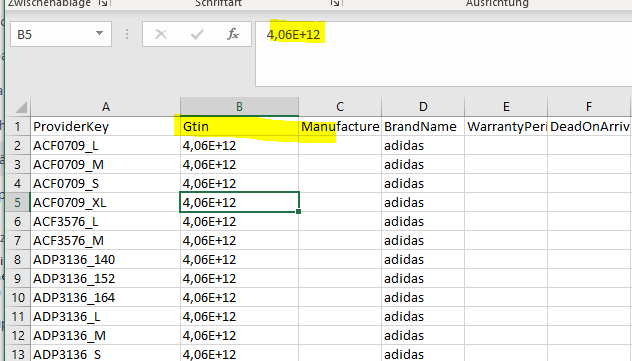 Zwischenablage Schriftart Ausrichtung
B5 fx 4,06E+12
A B C D E F
1 ProviderKey Gtin Manufacture BrandName WarrantyPeri DeadOnArriv
2 ACF0709_L 4,06E+12 adidas
3 ACF0709_M 4,06E+12 adidas
4 ACF0709_S 4,06E+12 adidas
5 ACF0709_XL 4,06E+12 adidas
6 ACF3576_L 4,06E+12 adidas
7 ACF3576_M 4,06E+12 adidas
8 ADP3136_140 4,06E+12 adidas
9 ADP3136_152 4,06E+12 adidas
10 ADP3136_164 4,06E+12 adidas
11 ADP3136_L 4,06E+12 adidas
12 ADP3136_M 4,06E+12 adidas
13 ADP3136_S 4,06E+12 adidas